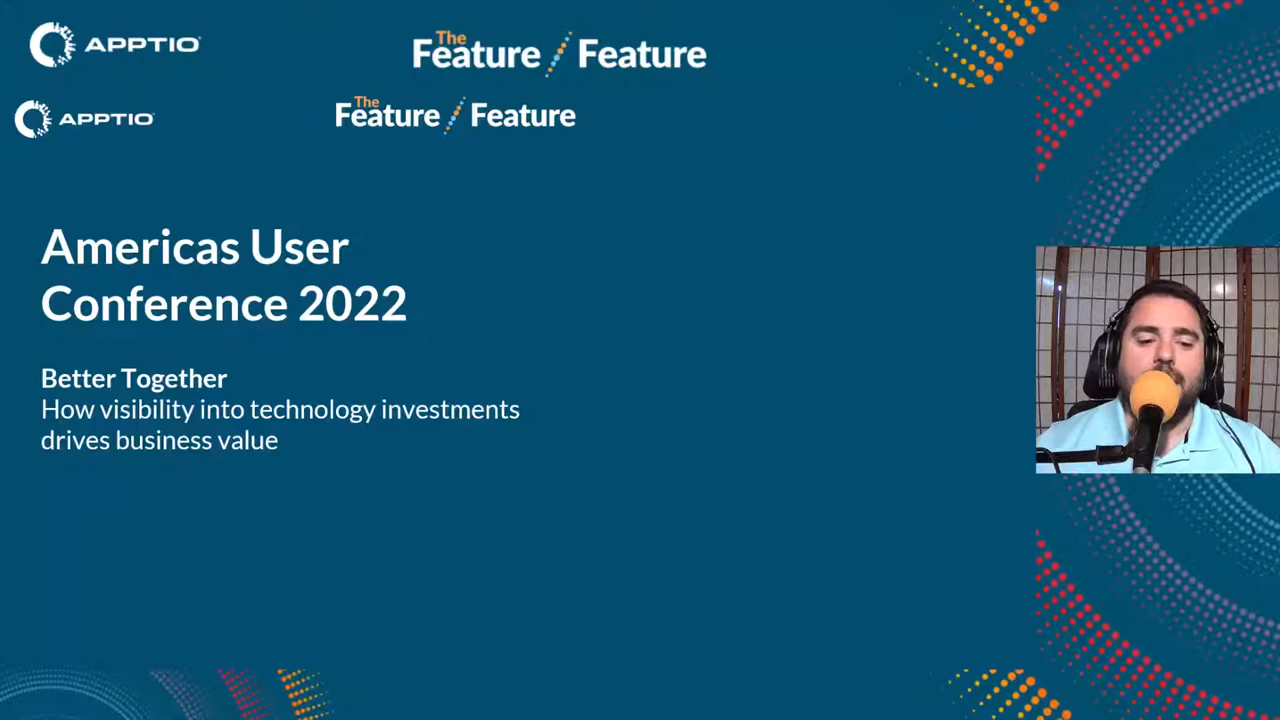 APPTIO
The
Feature / Feature
APPTIO
The
Feature / Feature
Americas User
Conference 2022
Better Together
How visibility into technology investments
drives business value